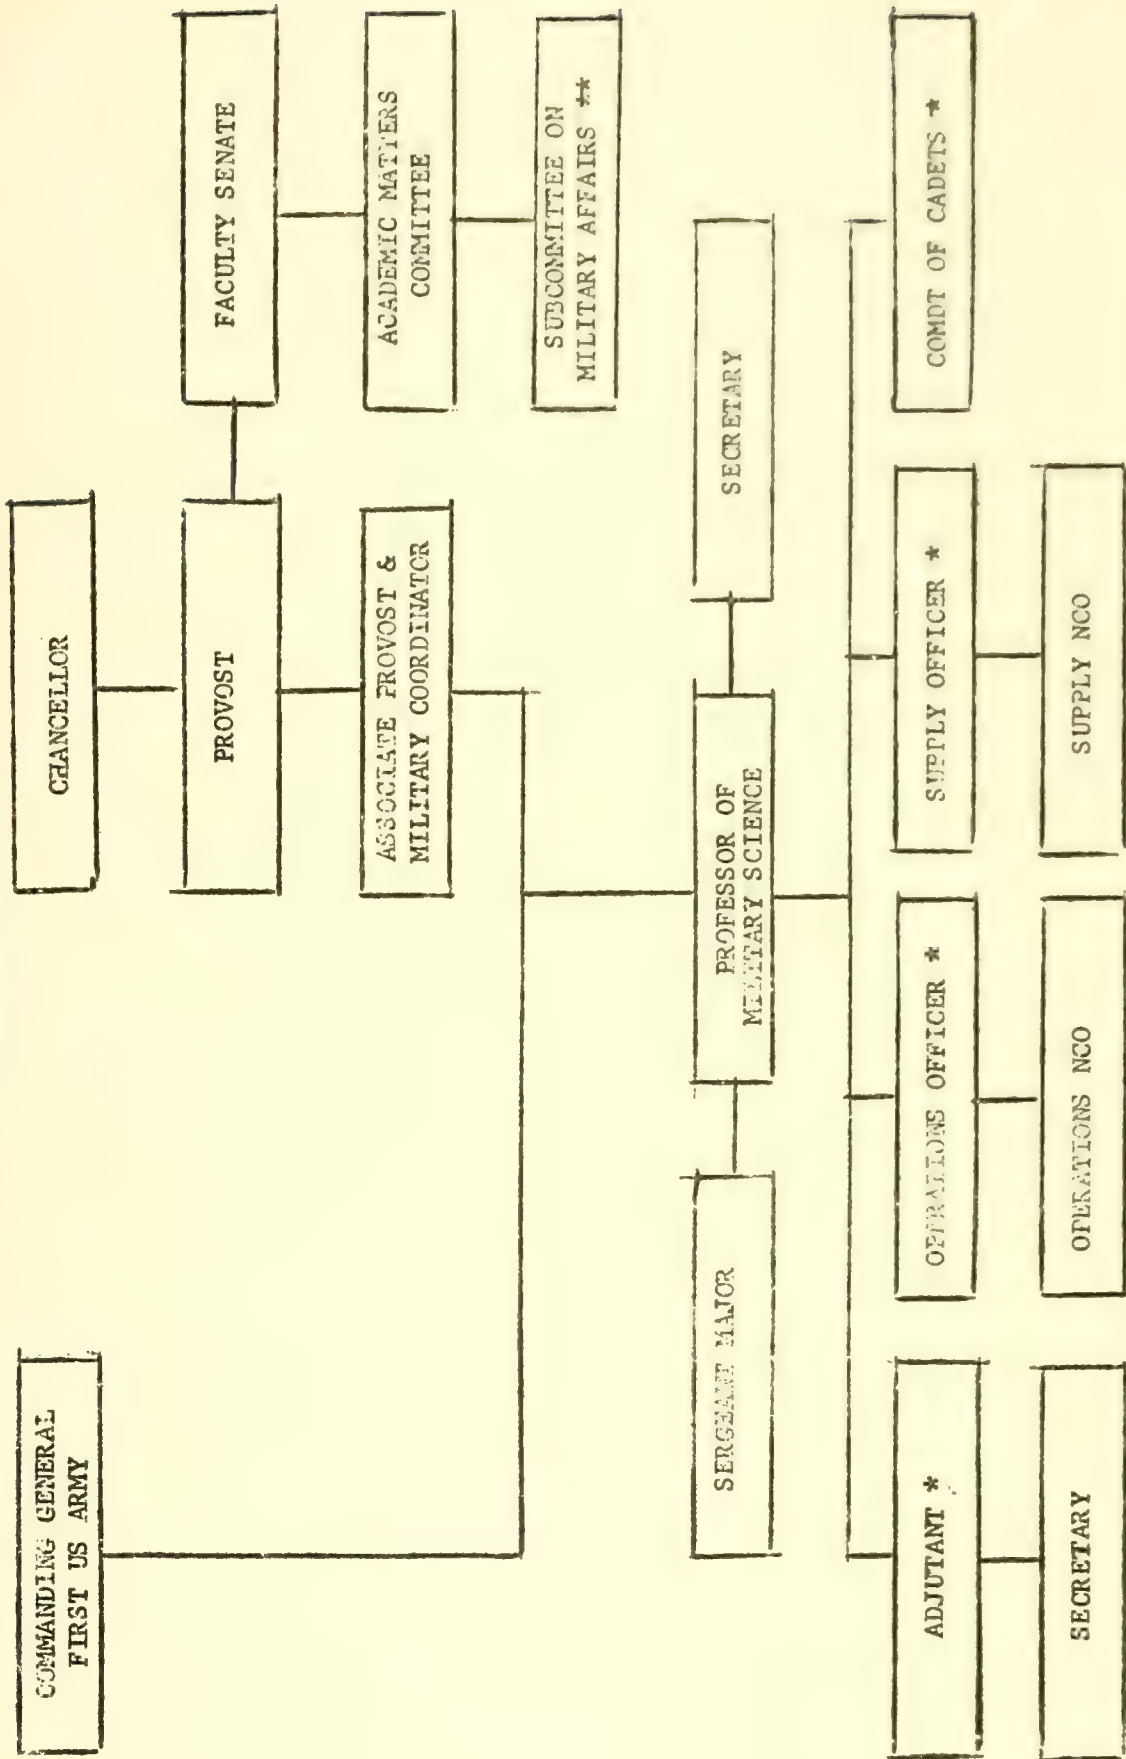 COMMANDING GENERAL
FIRST US ARMY
CHANCELLOR
PROVOST
FACULTY SENATE
ASSOCIATE PROVOST &
MILITARY COORDINATOR
ACADEMIC MATTERS
COMMITTEE
SUBCOMMITTEE ON
MILITARY AFFAIRS **
SERGEANT MAJOR
PROFESSOR OF
MILITARY SCIENCE
SECRETARY
ADJUTANT *
OPERATIONS OFFICER *
SUPPLY OFFICER *
COMDT OF CADETS *
SECRETARY
OPERATIONS NCO
SUPPLY NCO